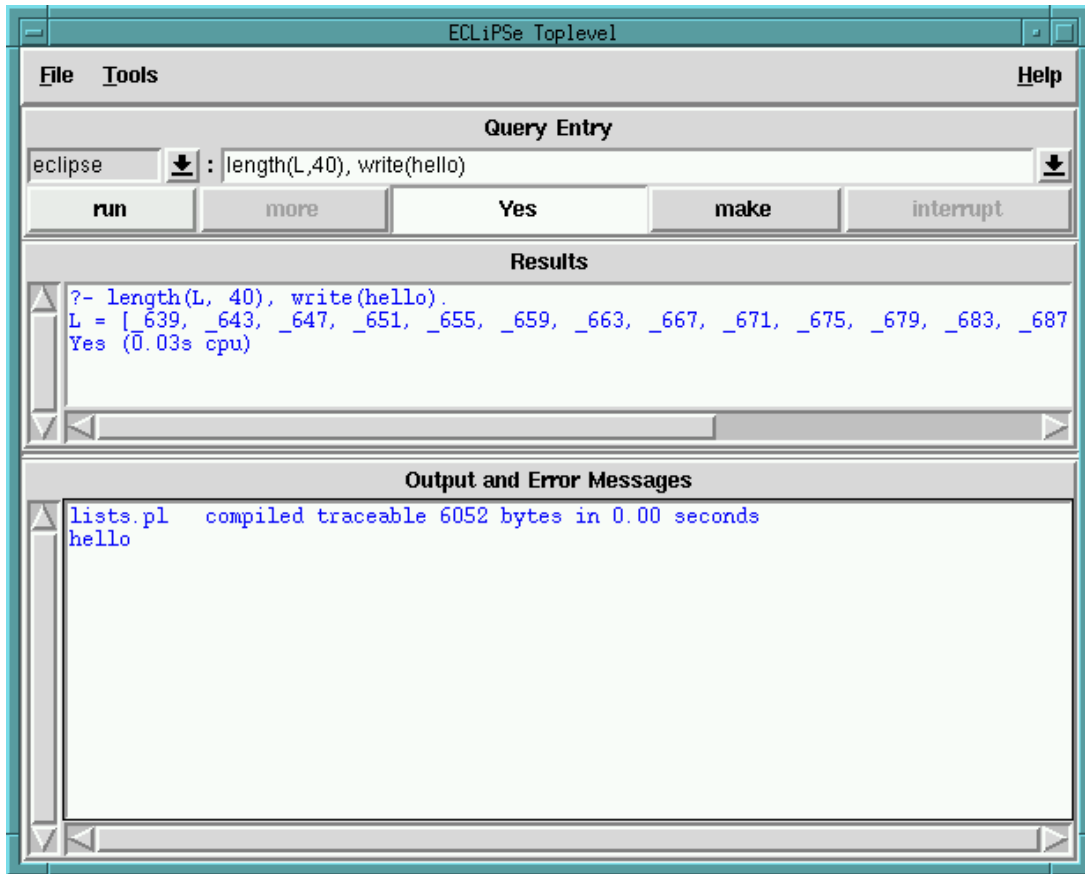 ECLiPSe Toplevel
File Tools Help
Query Entry
eclipse : length(L,40), write(hello)
run more Yes make interrupt
Results
?- length(L, 40), write(hello).
L = [_639, _643, _647, _651, _655, _659, _663, _667, _671, _675, _679, _683, _687
Yes (0.03s cpu)
Output and Error Messages
lists.pl   compiled traceable 6052 bytes in 0.00 seconds
hello